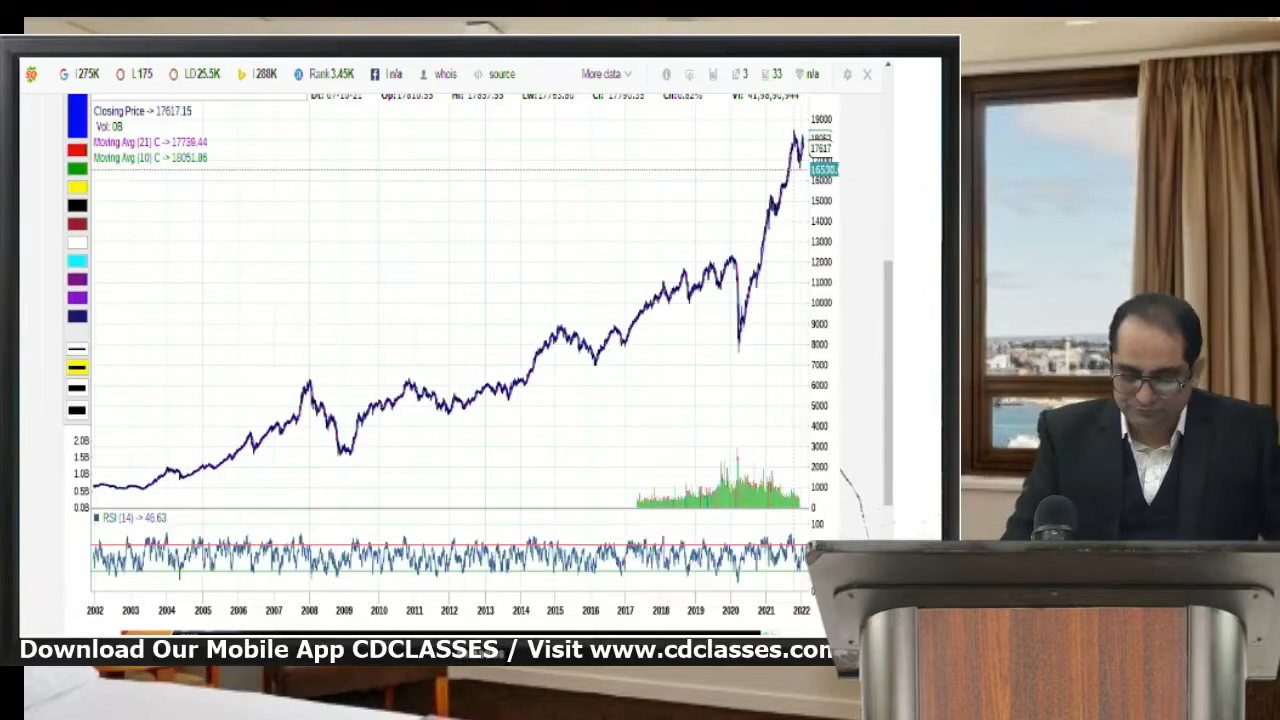 I 275K L 175 LD 25.5K I 288K Rank 3.45K I n/a whois source More data 3 33 n/a
Closing Price -> 17617.15
Vol: 0B
Moving Avg (21) C -> 17739.44
Moving Avg (10) C -> 18051.86
19000
17617
16530.
16000
15000
14000
13000
12000
11000
10000
9000
8000
7000
6000
5000
4000
3000
2000
1000
0
2.0B
1.5B
1.0B
0.5B
0.0B
RSI (14) -> 46.63
100
2002 2003 2004 2005 2006 2007 2008 2009 2010 2011 2012 2013 2014 2015 2016 2017 2018 2019 2020 2021 2022
Download Our Mobile App CDCLASSES / Visit www.cdclasses.com